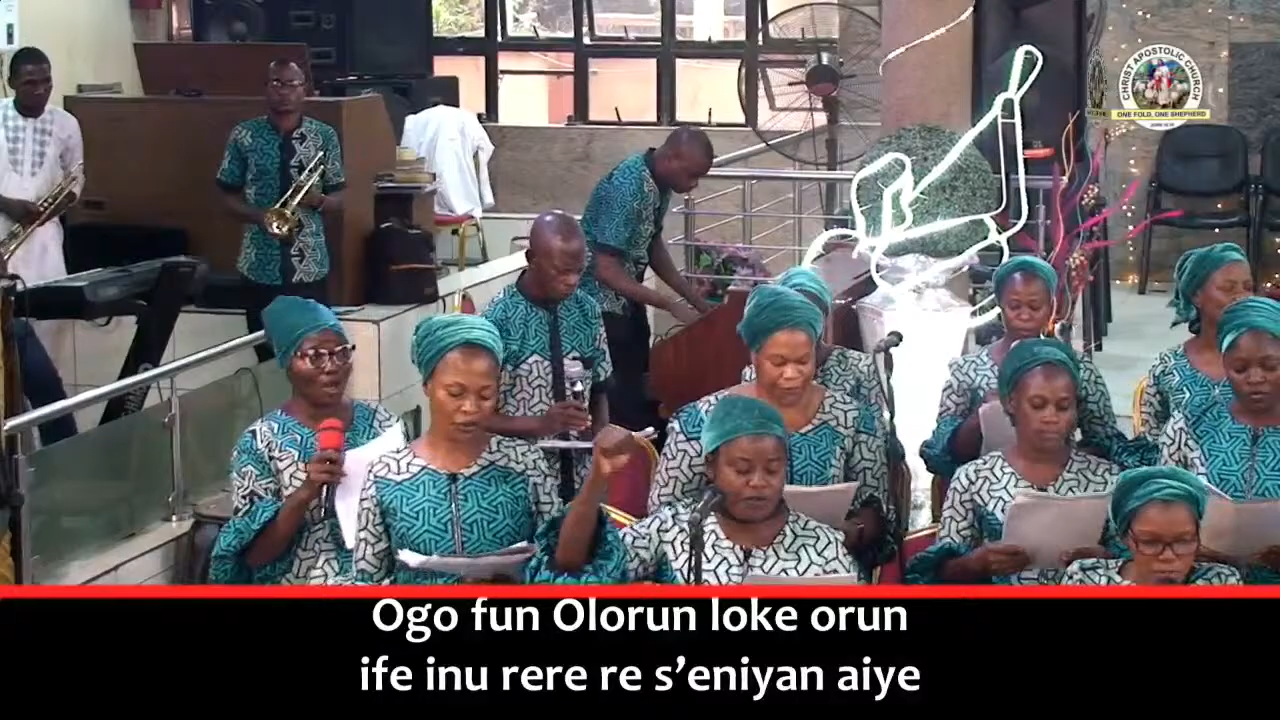 CHRIST APOSTOLIC CHURCH
ONE FOLD, ONE SHEPHERD
Ogo fun Olorun loke orun
ife inu rere re s’eniyan aiye